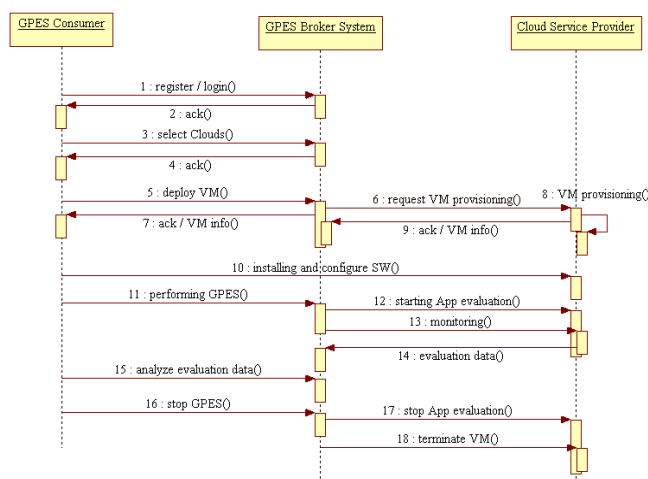 GPES Consumer
GPES Broker System
Cloud Service Provider
1 : register / login()
2 : ack()
3 : select Clouds()
4 : ack()
5 : deploy VM()
6 : request VM provisioning()
8 : VM provisioning()
7 : ack / VM info()
9 : ack / VM info()
10 : installing and configure SW()
11 : performing GPES()
12 : starting App evaluation()
13 : monitoring()
14 : evaluation data()
15 : analyze evaluation data()
16 : stop GPES()
17 : stop App evaluation()
18 : terminate VM()